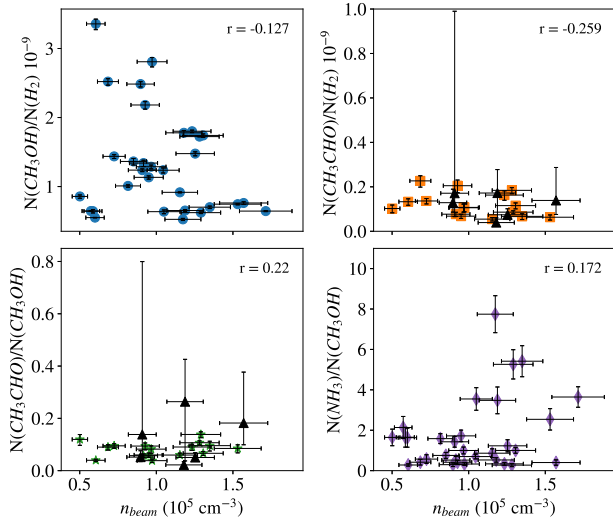 r = -0.127
N(CH3OH)/N(H2) 10^-9
3
2
1
r = -0.259
N(CH3CHO)/N(H2) 10^-9
1.0
0.8
0.6
0.4
0.2
0.0
r = 0.22
N(CH3CHO)/N(CH3OH)
0.8
0.6
0.4
0.2
0.0
0.5 1.0 1.5
n_beam (10^5 cm^-3)
r = 0.172
N(NH3)/N(CH3OH)
10
8
6
4
2
0
0.5 1.0 1.5
n_beam (10^5 cm^-3)